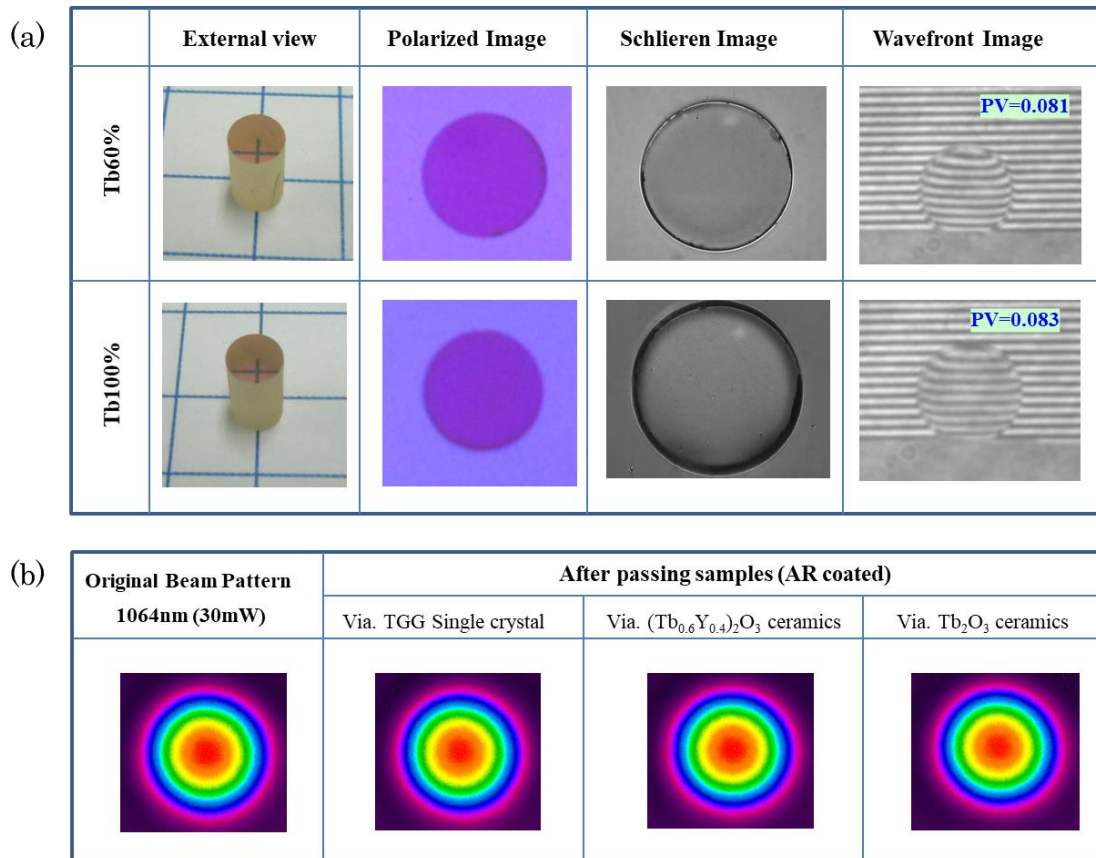 (a)
External view
Polarized Image
Schlieren Image
Wavefront Image
Tb60%
PV=0.081
Tb100%
PV=0.083
(b)
Original Beam Pattern
1064nm (30mW)
After passing samples (AR coated)
Via. TGG Single crystal
Via. (Tb₀.₆Y₀.₄)₂O₃ ceramics
Via. Tb₂O₃ ceramics